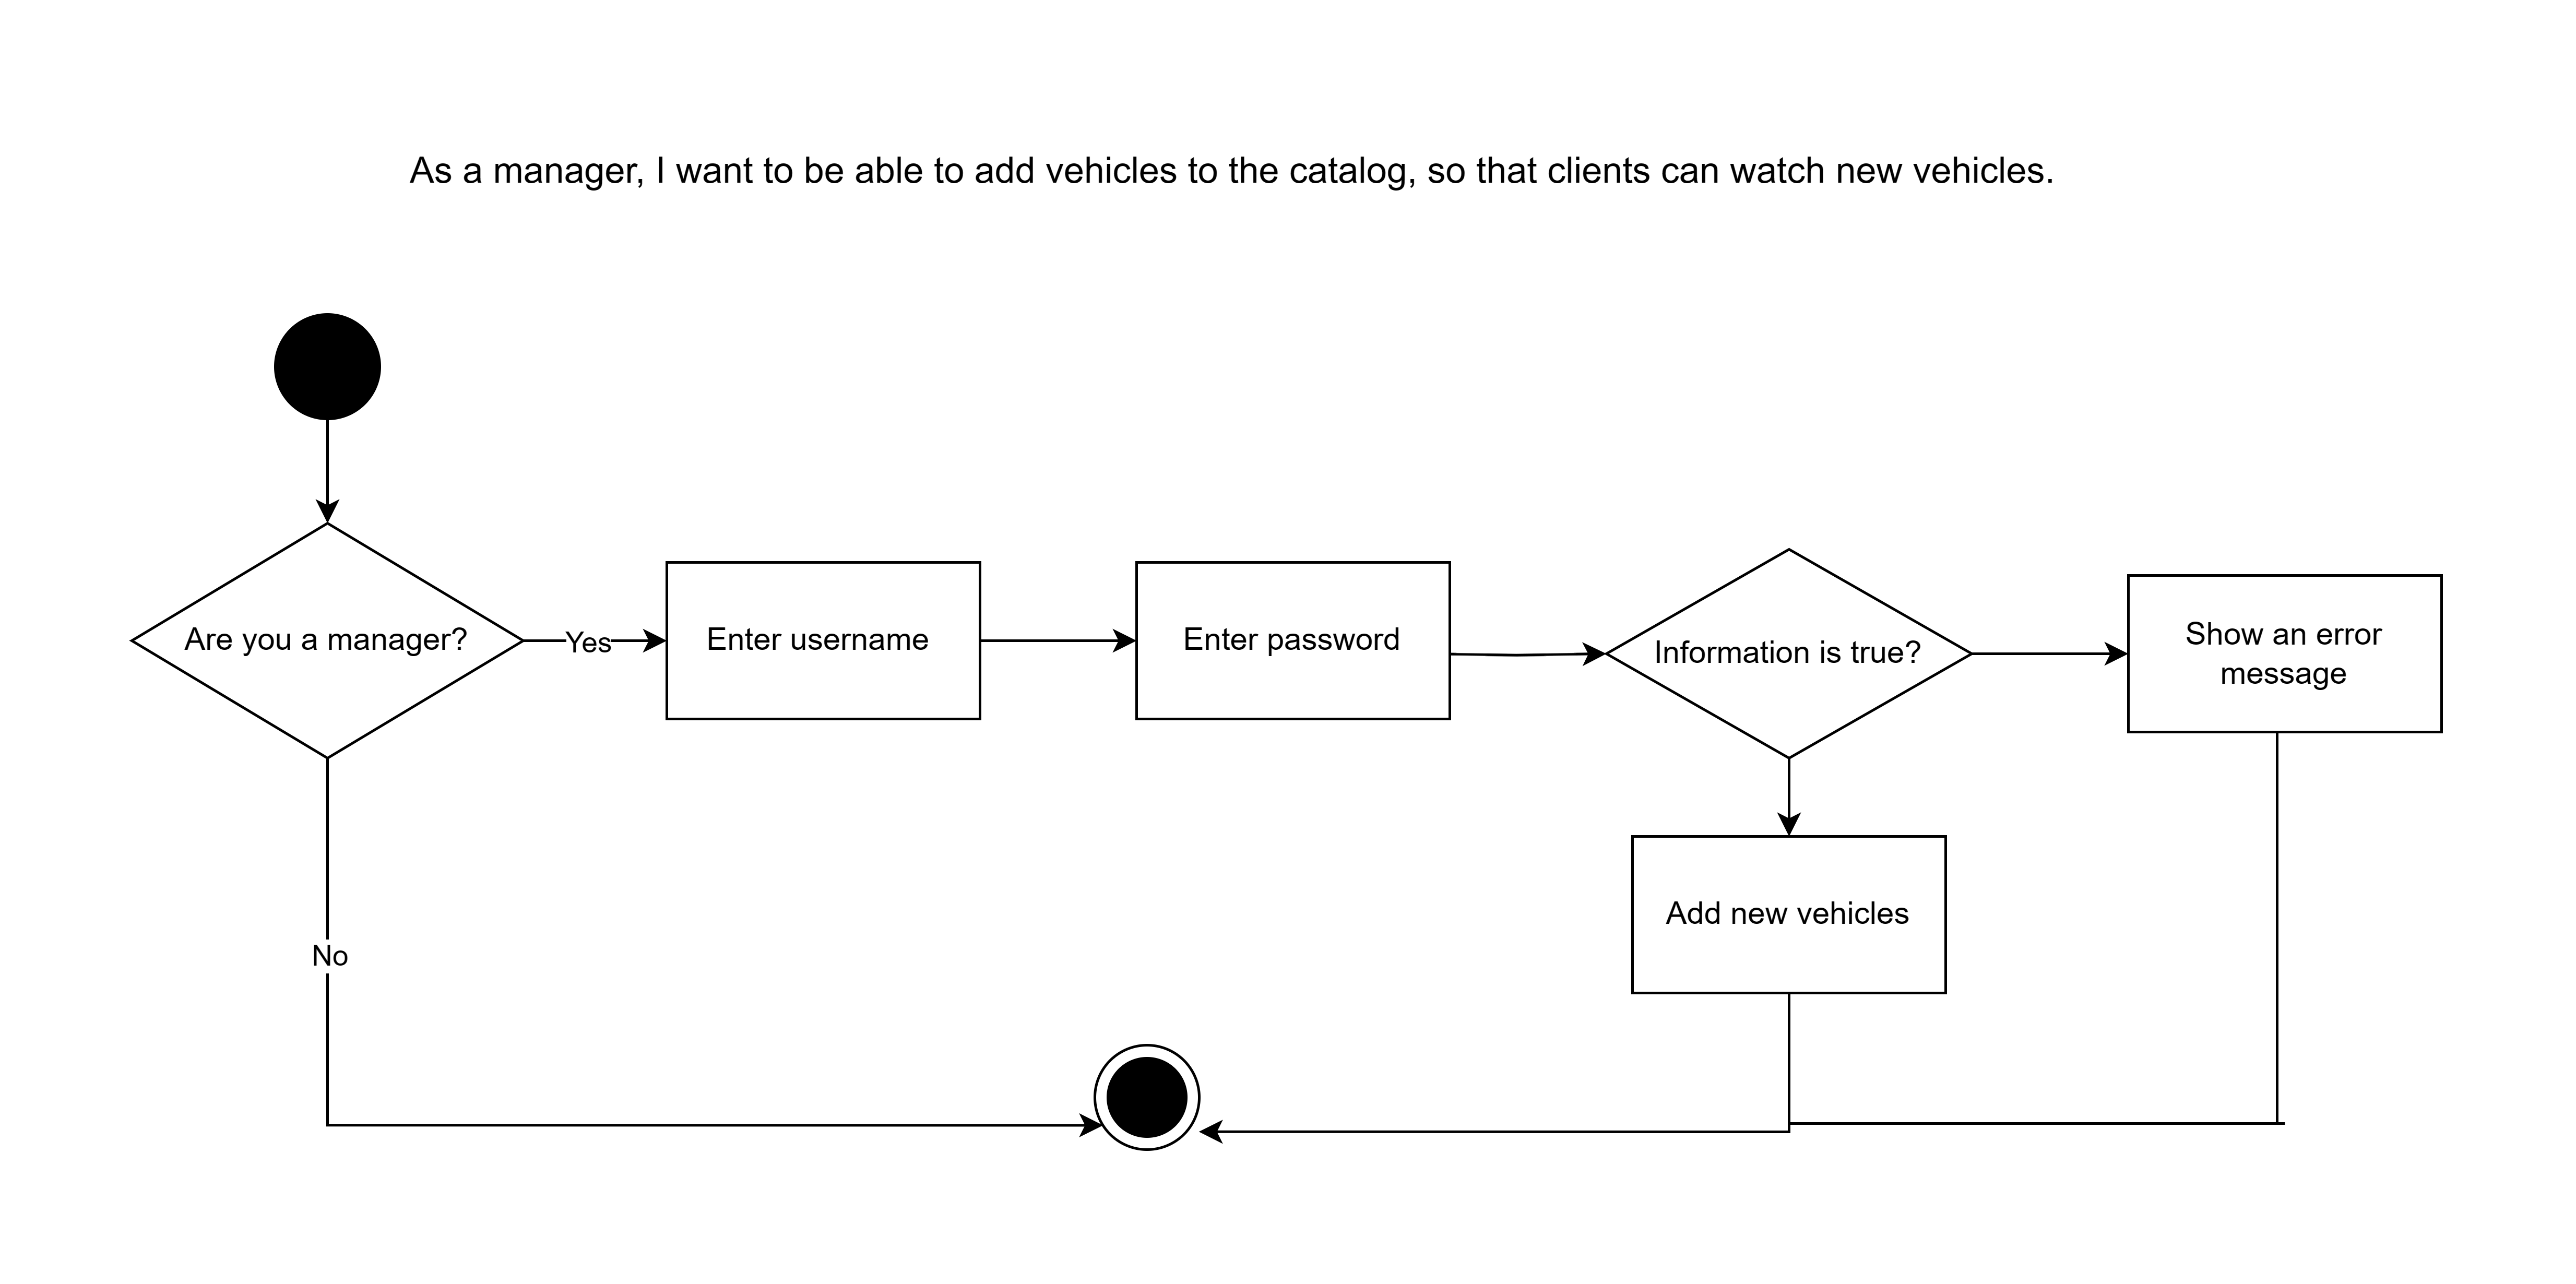 As a manager, I want to be able to add vehicles to the catalog, so that clients can watch new vehicles.
Are you a manager?
Yes
Enter username
Enter password
Information is true?
Show an error
message
Add new vehicles
No